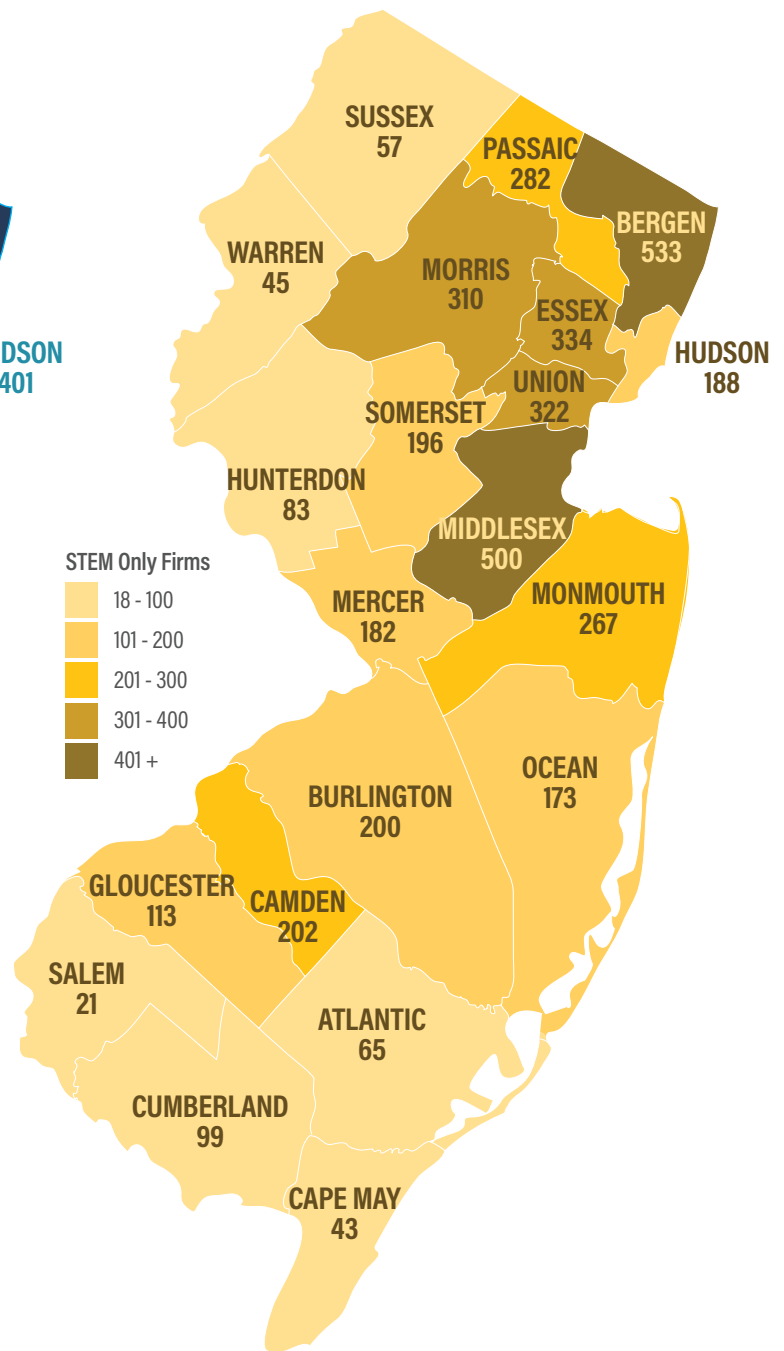 SUSSEX
57
PASSAIC
282
BERGEN
533
WARREN
45
MORRIS
310
ESSEX
334
DSON
401
HUDSON
188
UNION
322
SOMERSET
196
HUNTERDON
83
MIDDLESEX
500
STEM Only Firms
18 - 100
101 - 200
201 - 300
301 - 400
401 +
MERCER
182
MONMOUTH
267
OCEAN
173
BURLINGTON
200
GLOUCESTER
113
CAMDEN
202
SALEM
21
ATLANTIC
65
CUMBERLAND
99
CAPE MAY
43